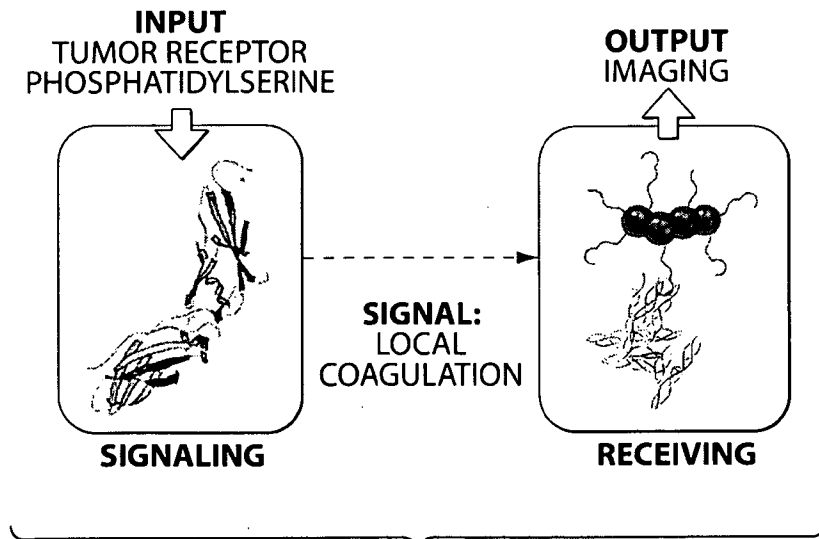 INPUT
TUMOR RECEPTOR
PHOSPHATIDYLSERINE
OUTPUT
IMAGING
SIGNAL:
LOCAL
COAGULATION
SIGNALING
RECEIVING